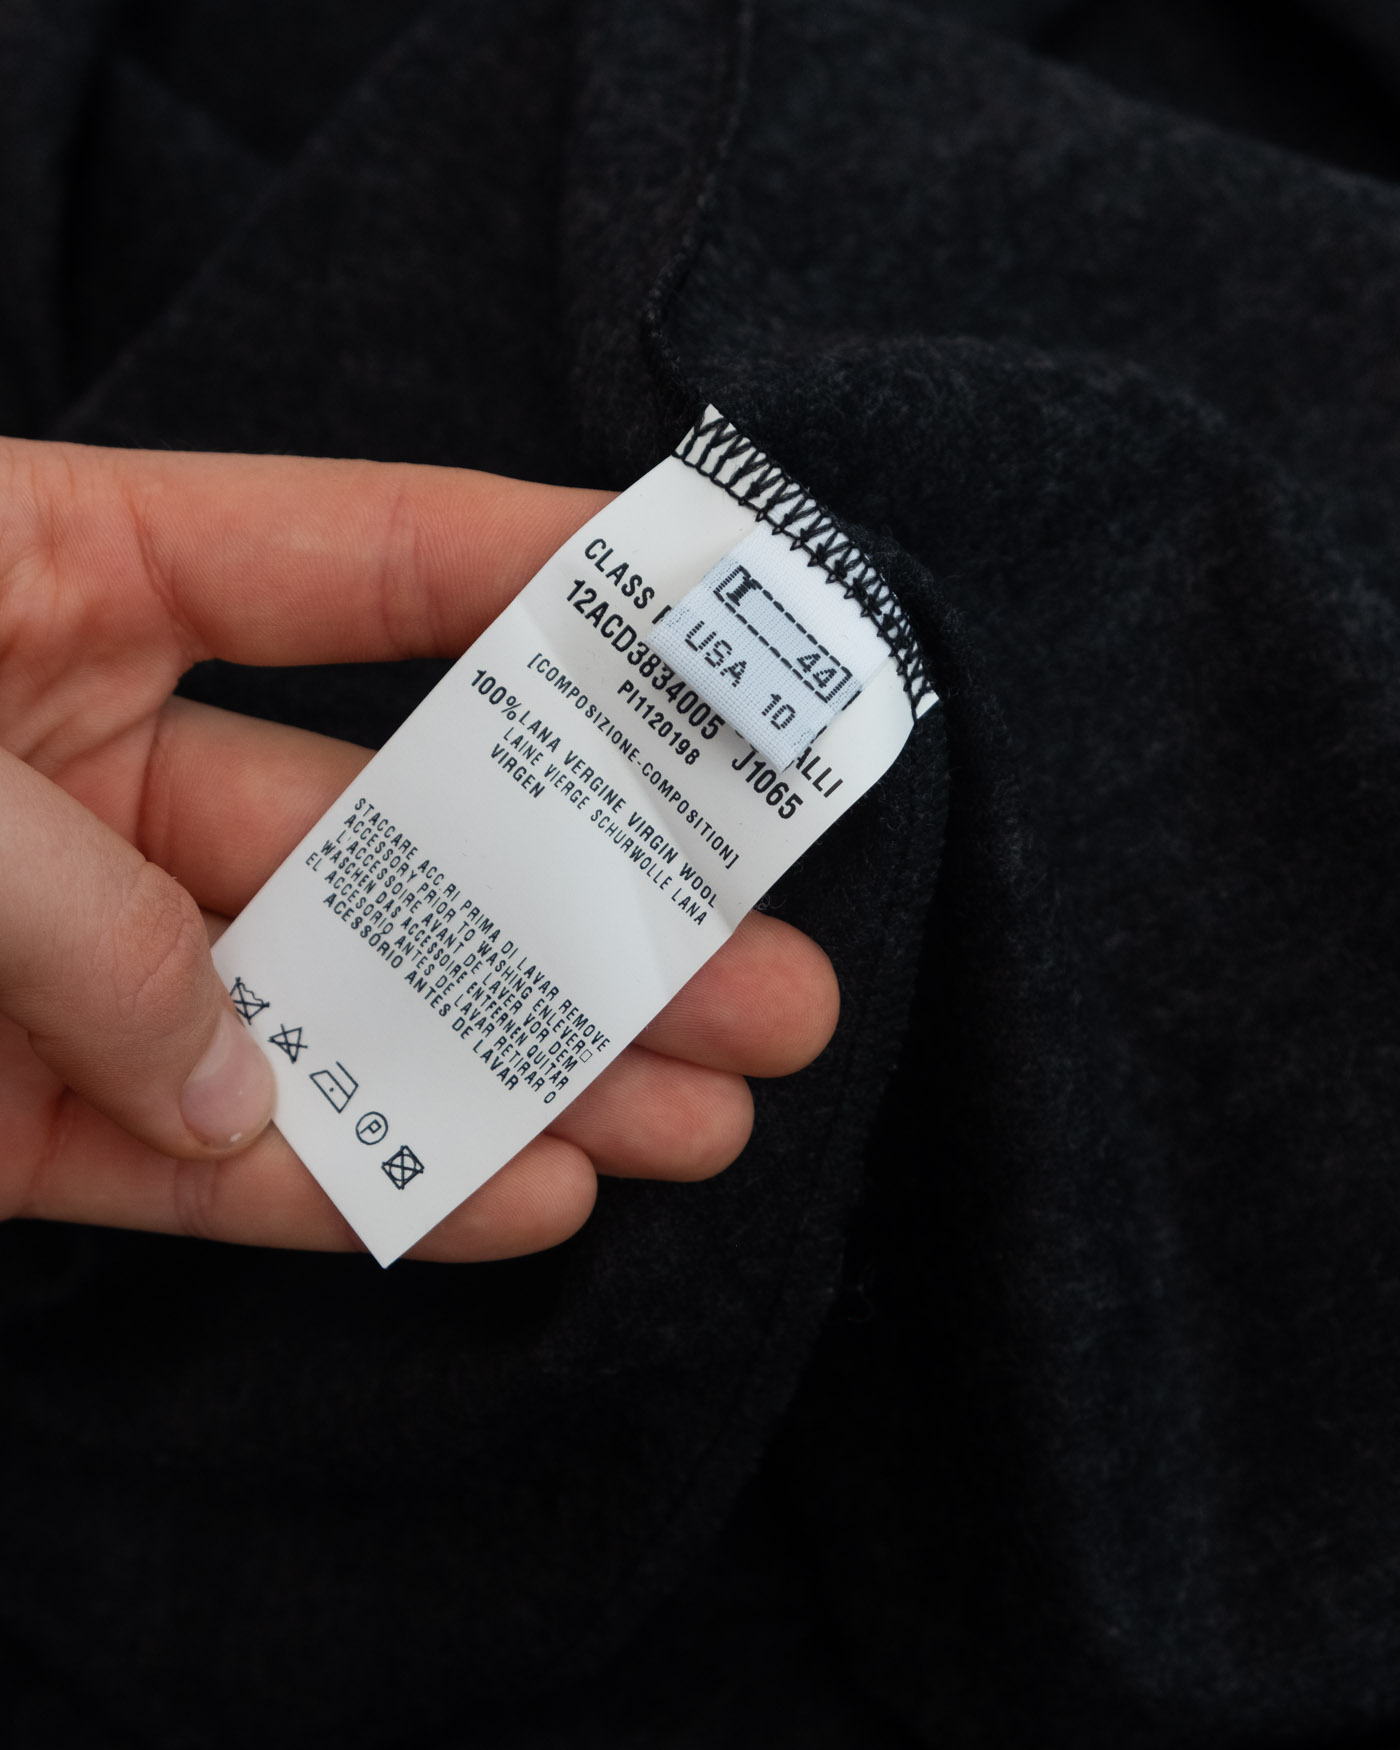 I 44
USA 10
CLASS
12ACD3834005 J1065
PI1120198
[COMPOSIZIONE-COMPOSITION]
100%LANA VERGINE VIRGIN WOOL
LAINE VIERGE SCHURWOLLE LANA
VIRGEN
STACCARE ACC.RI PRIMA DI LAVAR REMOVE
ACCESSORY PRIOR TO WASHING ENLEVER□
L'ACCESSOIRE AVANT DE LAVER VOR DEM
WASCHEN DAS ACCESSOIRE ENTFERNEN QUITAR
EL ACCESORIO ANTES DE LAVAR RETIRAR O
ACESSÓRIO ANTES DE LAVAR
P